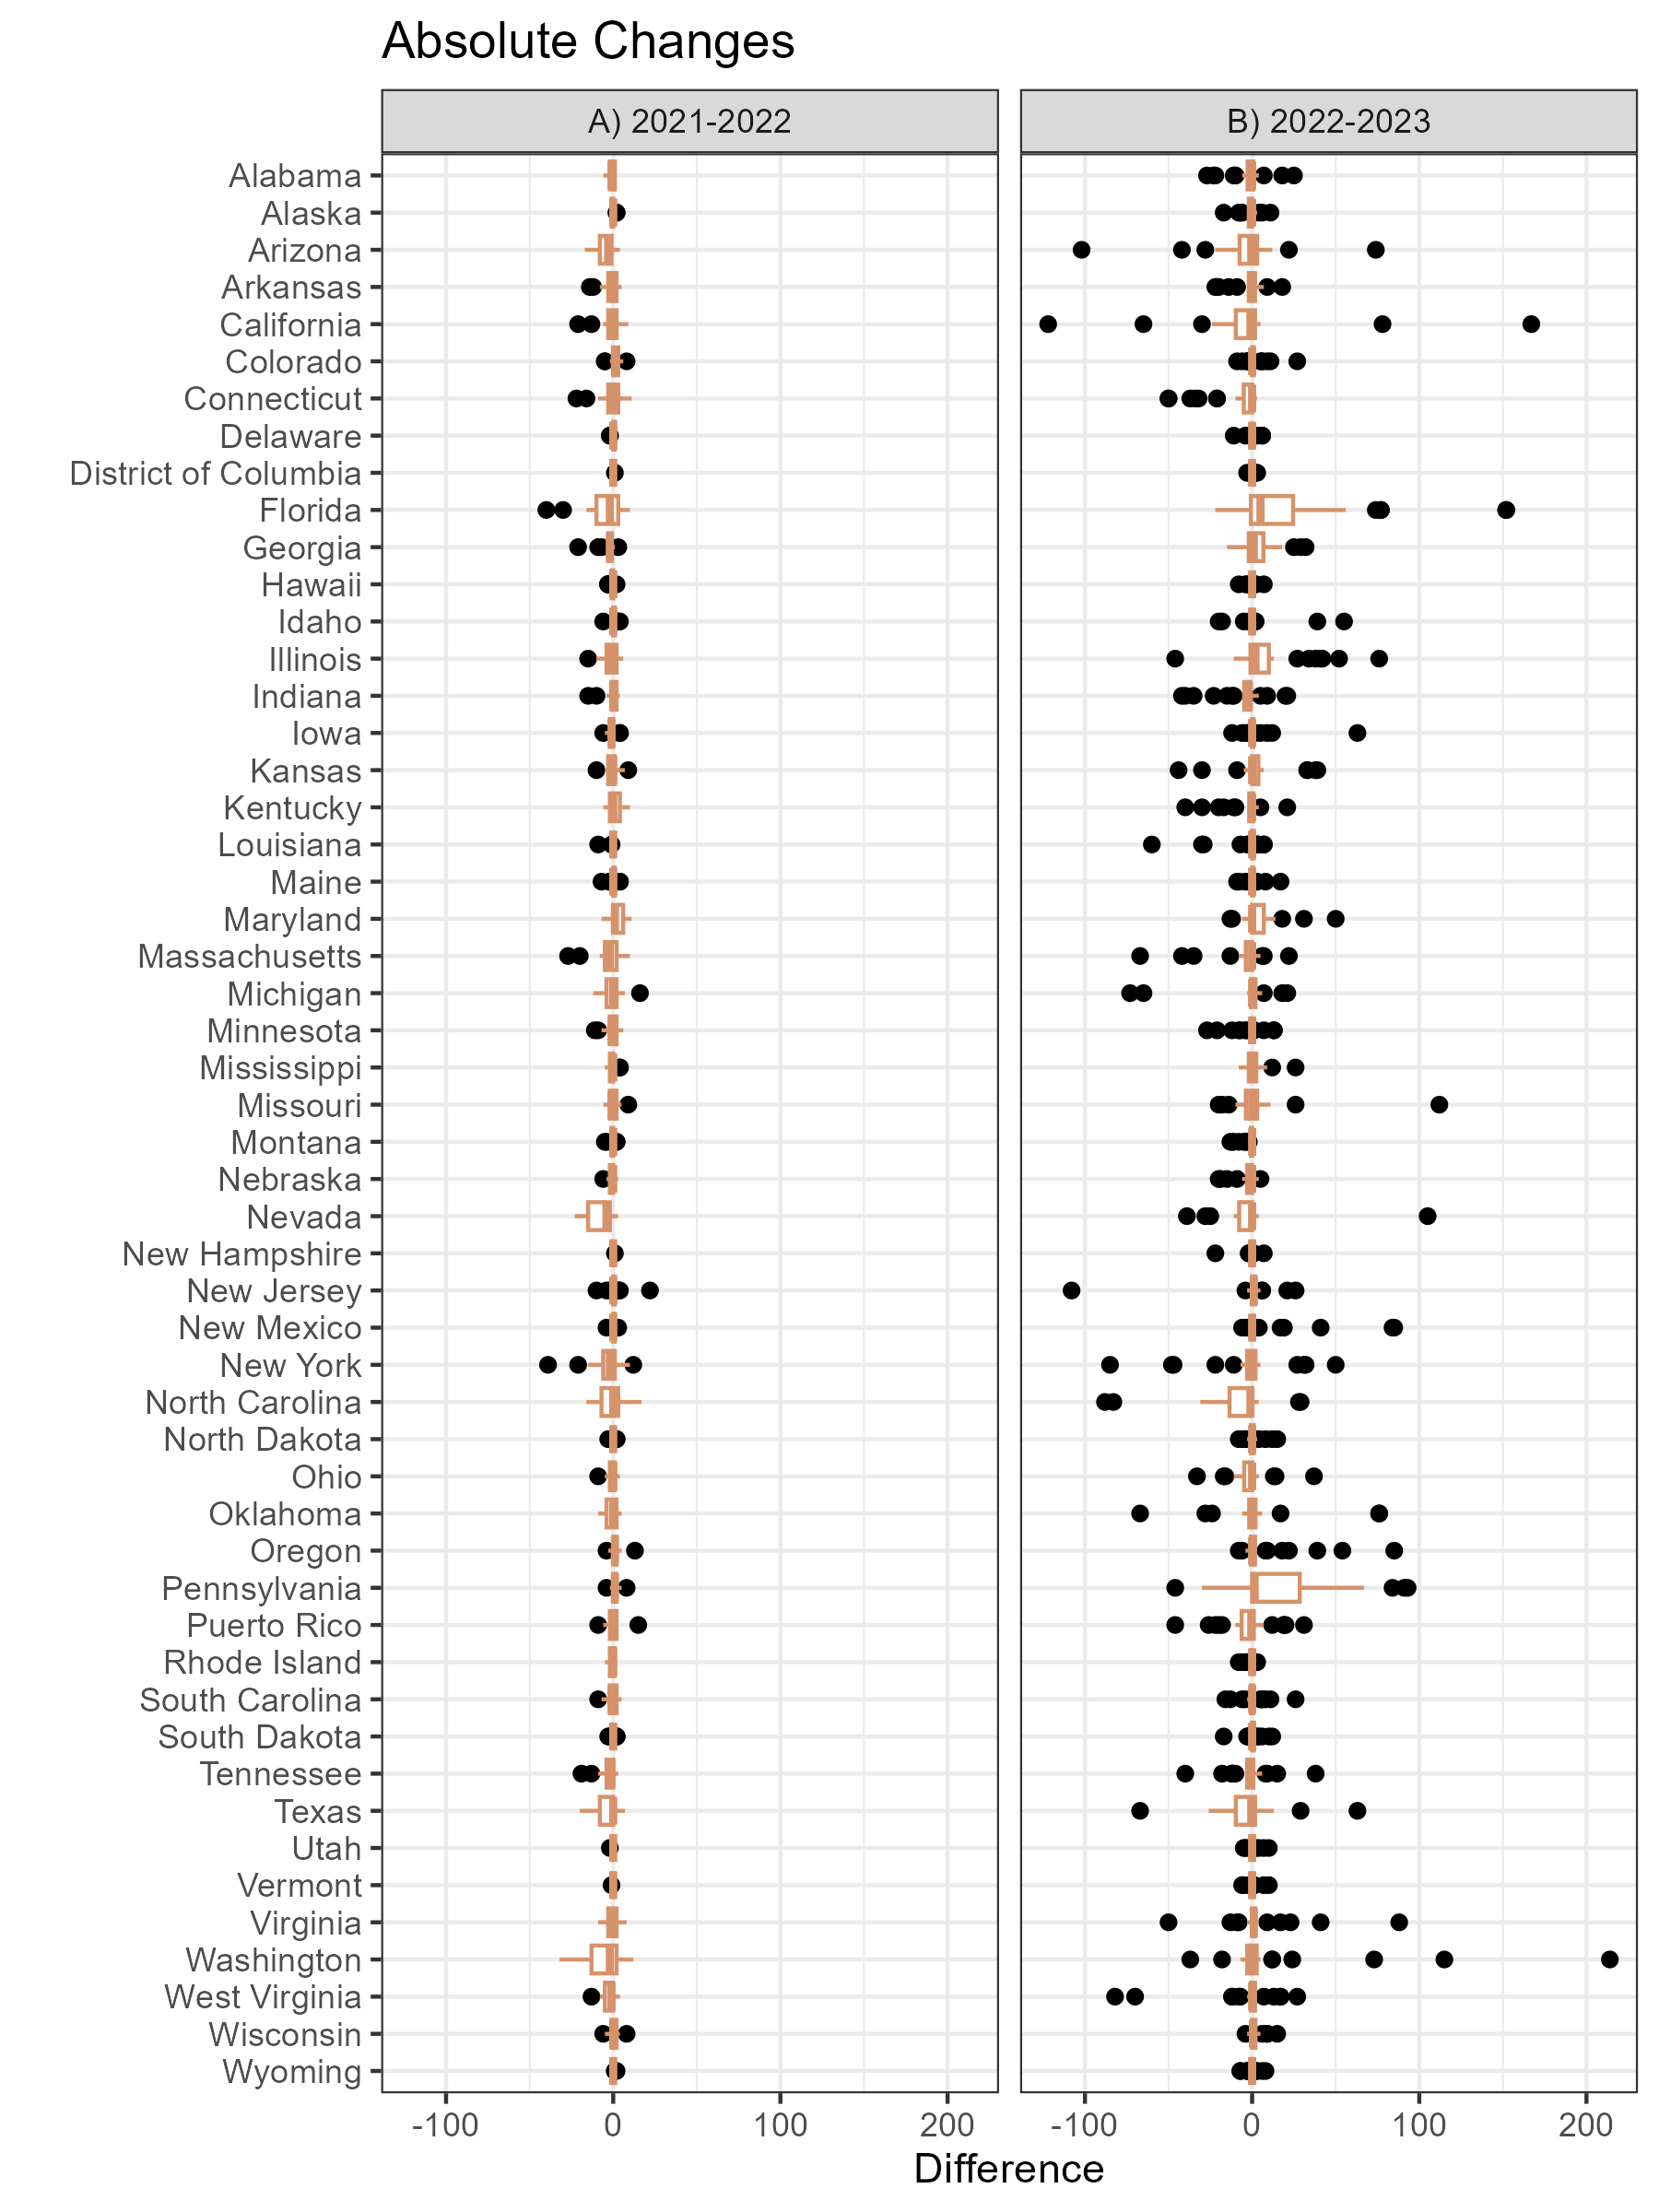 Absolute Changes
A) 2021-2022
B) 2022-2023
Alabama
Alaska
Arizona
Arkansas
California
Colorado
Connecticut
Delaware
District of Columbia
Florida
Georgia
Hawaii
Idaho
Illinois
Indiana
Iowa
Kansas
Kentucky
Louisiana
Maine
Maryland
Massachusetts
Michigan
Minnesota
Mississippi
Missouri
Montana
Nebraska
Nevada
New Hampshire
New Jersey
New Mexico
New York
North Carolina
North Dakota
Ohio
Oklahoma
Oregon
Pennsylvania
Puerto Rico
Rhode Island
South Carolina
South Dakota
Tennessee
Texas
Utah
Vermont
Virginia
Washington
West Virginia
Wisconsin
Wyoming
-100 0 100 200 -100 0 100 200
Difference